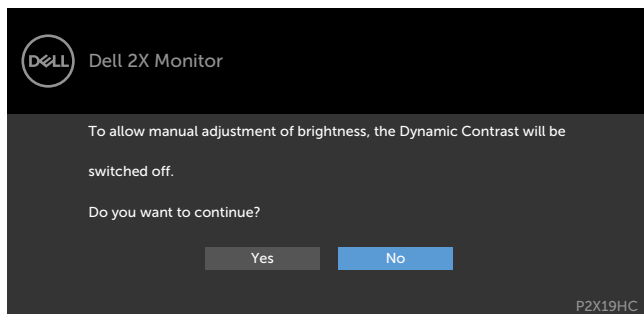 DELL
Dell 2X Monitor
To allow manual adjustment of brightness, the Dynamic Contrast will be
switched off.
Do you want to continue?
Yes
No
P2X19HC